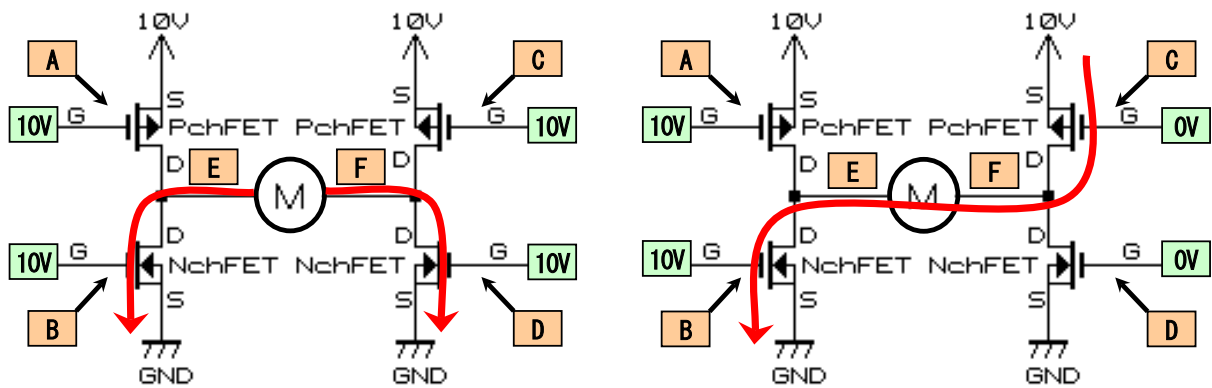 10V 10V
A C
S S
10V G G 10V
PchFET PchFET
D D
E F
M
D D
10V G G 10V
NchFET NchFET
S S
B D
GND GND
10V 10V
A C
S S
10V G G 0V
PchFET PchFET
D D
E F
M
D D
10V G G 0V
NchFET NchFET
S S
B D
GND GND